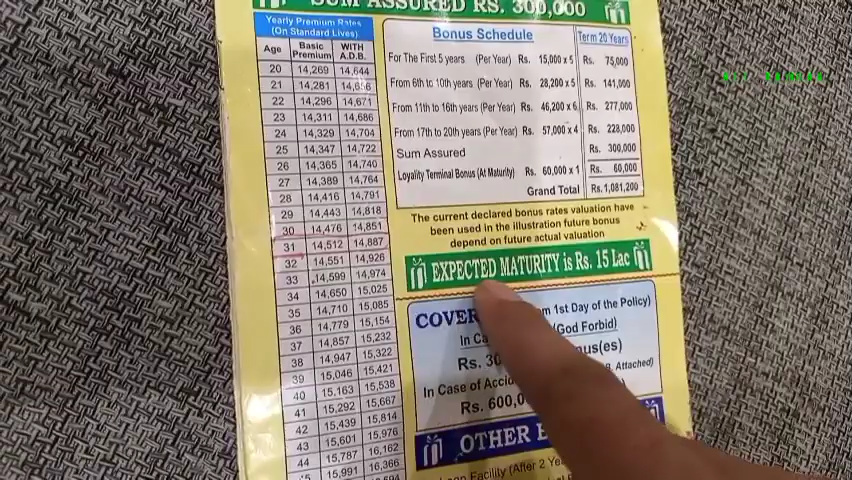 SUM ASSURED RS. 300,000
Yearly Premium Rates
(On Standard Lives)
Age Basic Premium WITH A.D.B.
20 14,269 14,644
21 14,281 14,656
22 14,296 14,671
23 14,311 14,686
24 14,329 14,704
25 14,347 14,722
26 14,365 14,740
27 14,389 14,764
28 14,416 14,791
29 14,443 14,818
30 14,476 14,851
31 14,512 14,887
32 14,551 14,926
33 14,599 14,974
34 14,650 15,025
35 14,710 15,085
36 14,779 15,154
37 14,857 15,232
38 14,947 15,322
39 15,046 15,421
40 15,163 15,538
41 15,292 15,667
42 15,439 15,814
43 15,601 15,976
44 15,787 16,162
15,991 16,366
Bonus Schedule Term 20 Years
For The First 5 years (Per Year) Rs. 15,000 x 5 Rs. 75,000
From 6th to 10th years (Per Year) Rs. 28,200 x 5 Rs. 141,000
From 11th to 16th years (Per Year) Rs. 46,200 x 6 Rs. 277,000
From 17th to 20th years (Per Year) Rs. 57,000 x 4 Rs. 228,000
Sum Assured Rs. 300,000
Loyality Terminal Bonus (At Maturity) Rs. 60,000 x 1 Rs. 60,000
Grand Total Rs. 1,081,200
The current declared bonus rates valuation have
been used in the illustration future bonus
depend on future actual valuation
EXPECTED MATURITY is Rs. 15 Lac
COVER 1st Day of the Policy)
In (God Forbid)
Rs.
In Case of Attached)
Rs.
OTHER
Facility (After 2